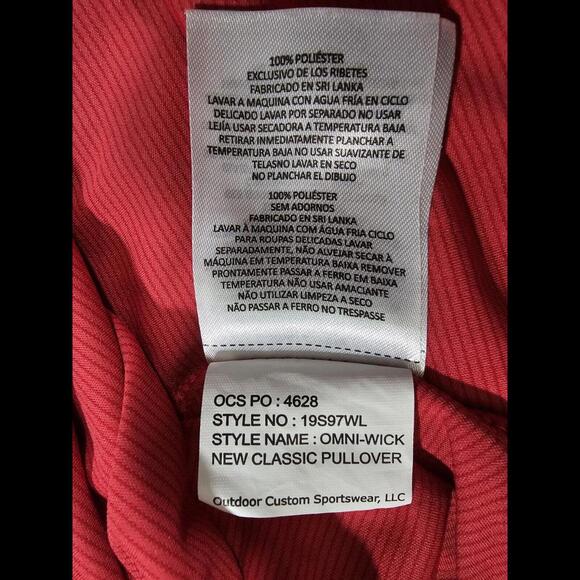 100% POLIÉSTER
EXCLUSIVO DE LOS RIBETES
FABRICADO EN SRI LANKA
LAVAR A MAQUINA CON AGUA FRÍA EN CICLO
DELICADO LAVAR POR SEPARADO NO USAR
LEJÍA USAR SECADORA A TEMPERATURA BAJA
RETIRAR INMEDIATAMENTE PLANCHAR A
TEMPERATURA BAJA NO USAR SUAVIZANTE DE
TELASNO LAVAR EN SECO
NO PLANCHAR EL DIBUJO
100% POLIÉSTER
SEM ADORNOS
FABRICADO EN SRI LANKA
LAVAR À MAQUINA COM ÁGUA FRIA EM CICLO
PARA ROUPAS DELICADAS LAVAR
SEPARADAMENTE, NÃO ALVEJAR SECAR À
MÁQUINA EM TEMPERATURA BAIXA REMOVER
PRONTAMENTE PASSAR A FERRO EM BAIXA
TEMPERATURA NÃO USAR AMACIANTE
NÃO UTILIZAR LIMPEZA A SECO
NÃO PASSAR A FERRO NO TRESPASSE
OCS PO : 4628
STYLE NO : 19S97WL
STYLE NAME : OMNI-WICK
NEW CLASSIC PULLOVER
Outdoor Custom Sportswear, LLC